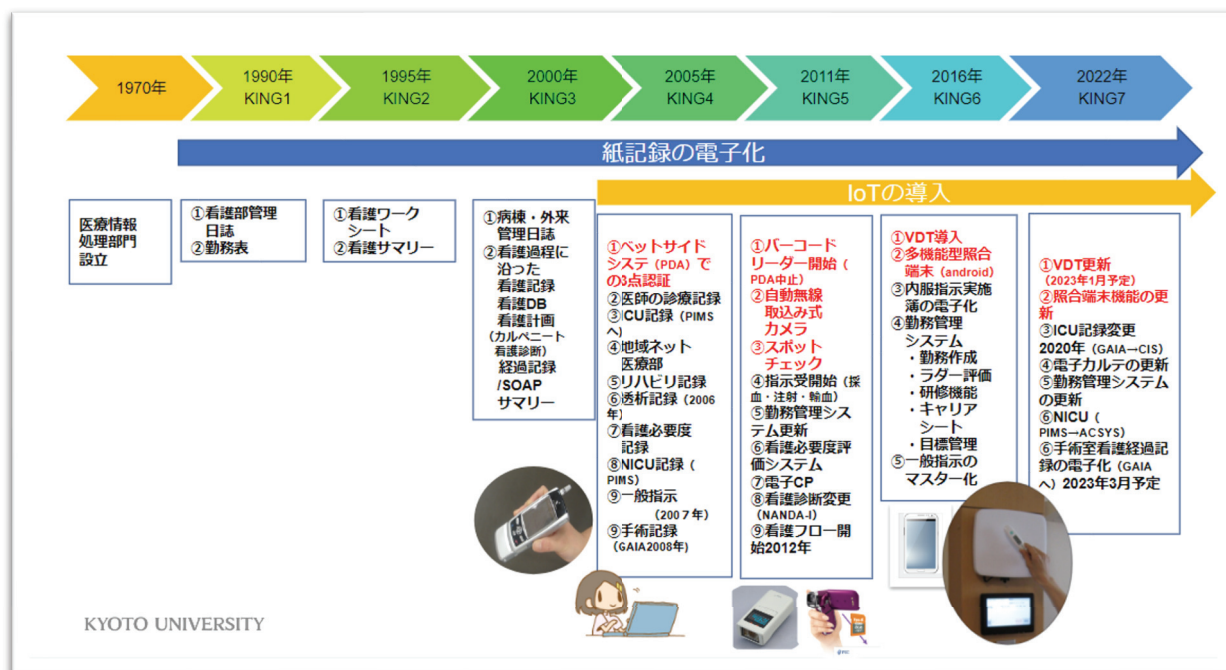 1970年
1990年
KING1
1995年
KING2
2000年
KING3
2005年
KING4
2011年
KING5
2016年
KING6
2022年
KING7
紙記録の電子化
IoTの導入
医療情報
処理部門
設立
①看護部管理
日誌
②勤務表
①看護ワーク
シート
②看護サマリー
①病棟・外来
管理日誌
②看護過程に
沿った
看護記録
看護DB
看護計画
(カルペニート
看護診断)
経過記録
/SOAP
サマリー
①ベットサイド
システ(PDA)で
の3点認証
②医師の診療記録
③ICU記録(PIMS
へ)
④地域ネット
医療部
⑤リハビリ記録
⑥透析記録(2006
年)
⑦看護必要度
記録
⑧NICU記録(
PIMS)
⑨一般指示
(2007年)
⑨手術記録
(GAIA2008年)
①バーコード
リーダー開始(
PDA中止)
②自動無線
取込み式
カメラ
③スポット
チェック
④指示受開始(採
血・注射・輸血)
⑤勤務管理シス
テム更新
⑥看護必要度評
価システム
⑦電子CP
⑧看護診断変更
(NANDA-I)
⑨看護フロー開
始2012年
①VDT導入
②多機能型照合
端末(android)
③内服指示実施
簿の電子化
④勤務管理
システム
・勤務作成
・ラダー評価
・研修機能
・キャリア
シート
・目標管理
⑤一般指示の
マスター化
①VDT更新
(2023年1月予定)
②照合端末機能の更
新
③ICU記録変更
2020年(GAIA→CIS)
④電子カルテの更新
⑤勤務管理システム
の更新
⑥NICU(
PIMS→ACSYS)
⑥手術室看護経過記
録の電子化(GAIA
へ)2023年3月予定
KYOTO UNIVERSITY